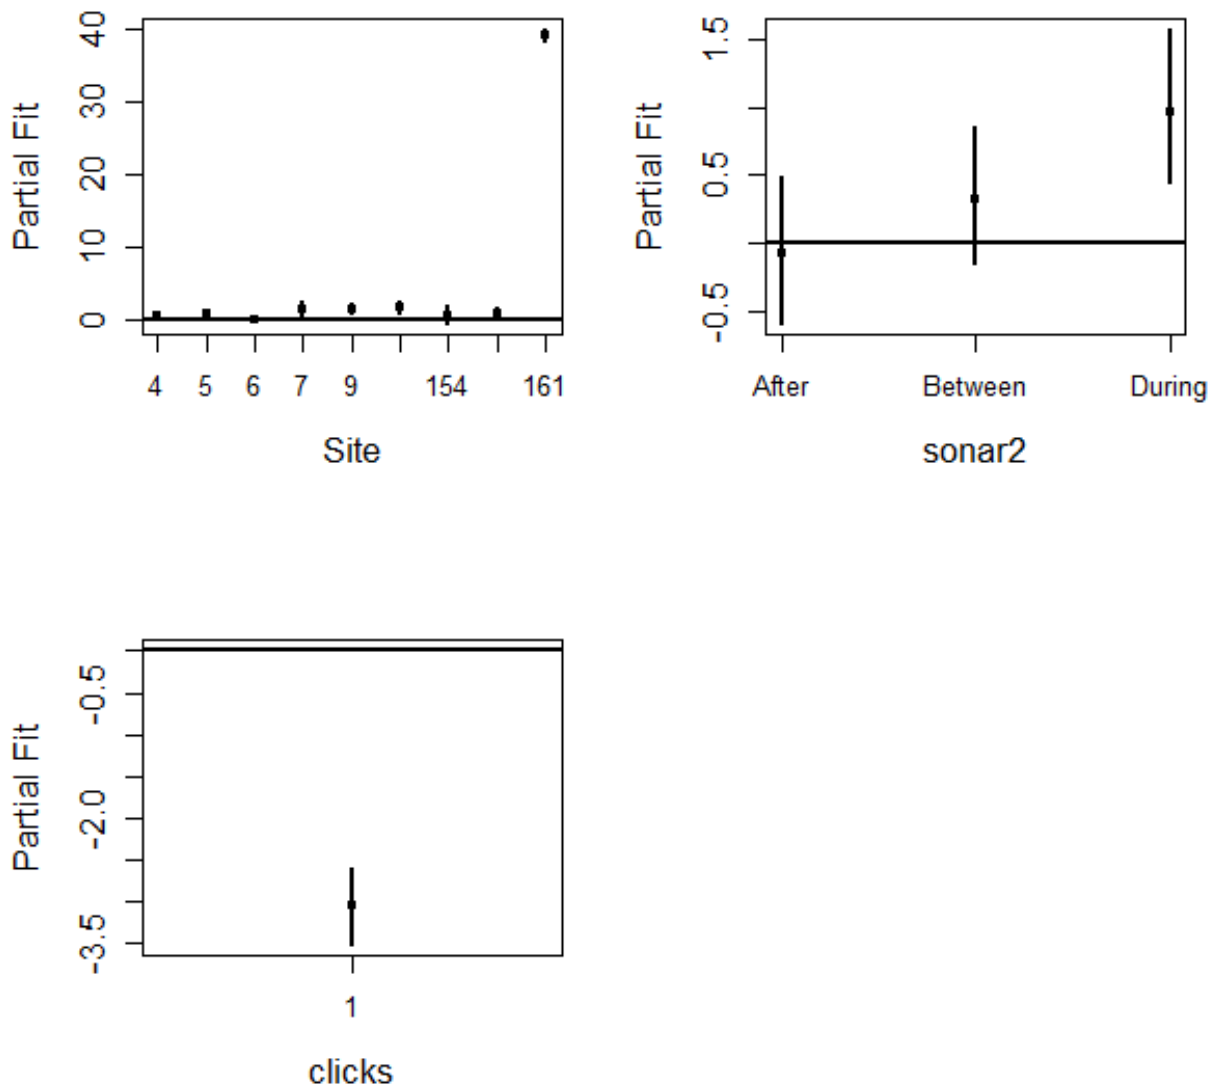 Partial Fit
40
30
20
10
0
4 5 6 7 9 154 161
Site
Partial Fit
1.5
0.5
-0.5
After Between During
sonar2
Partial Fit
-0.5
-2.0
-3.5
1
clicks